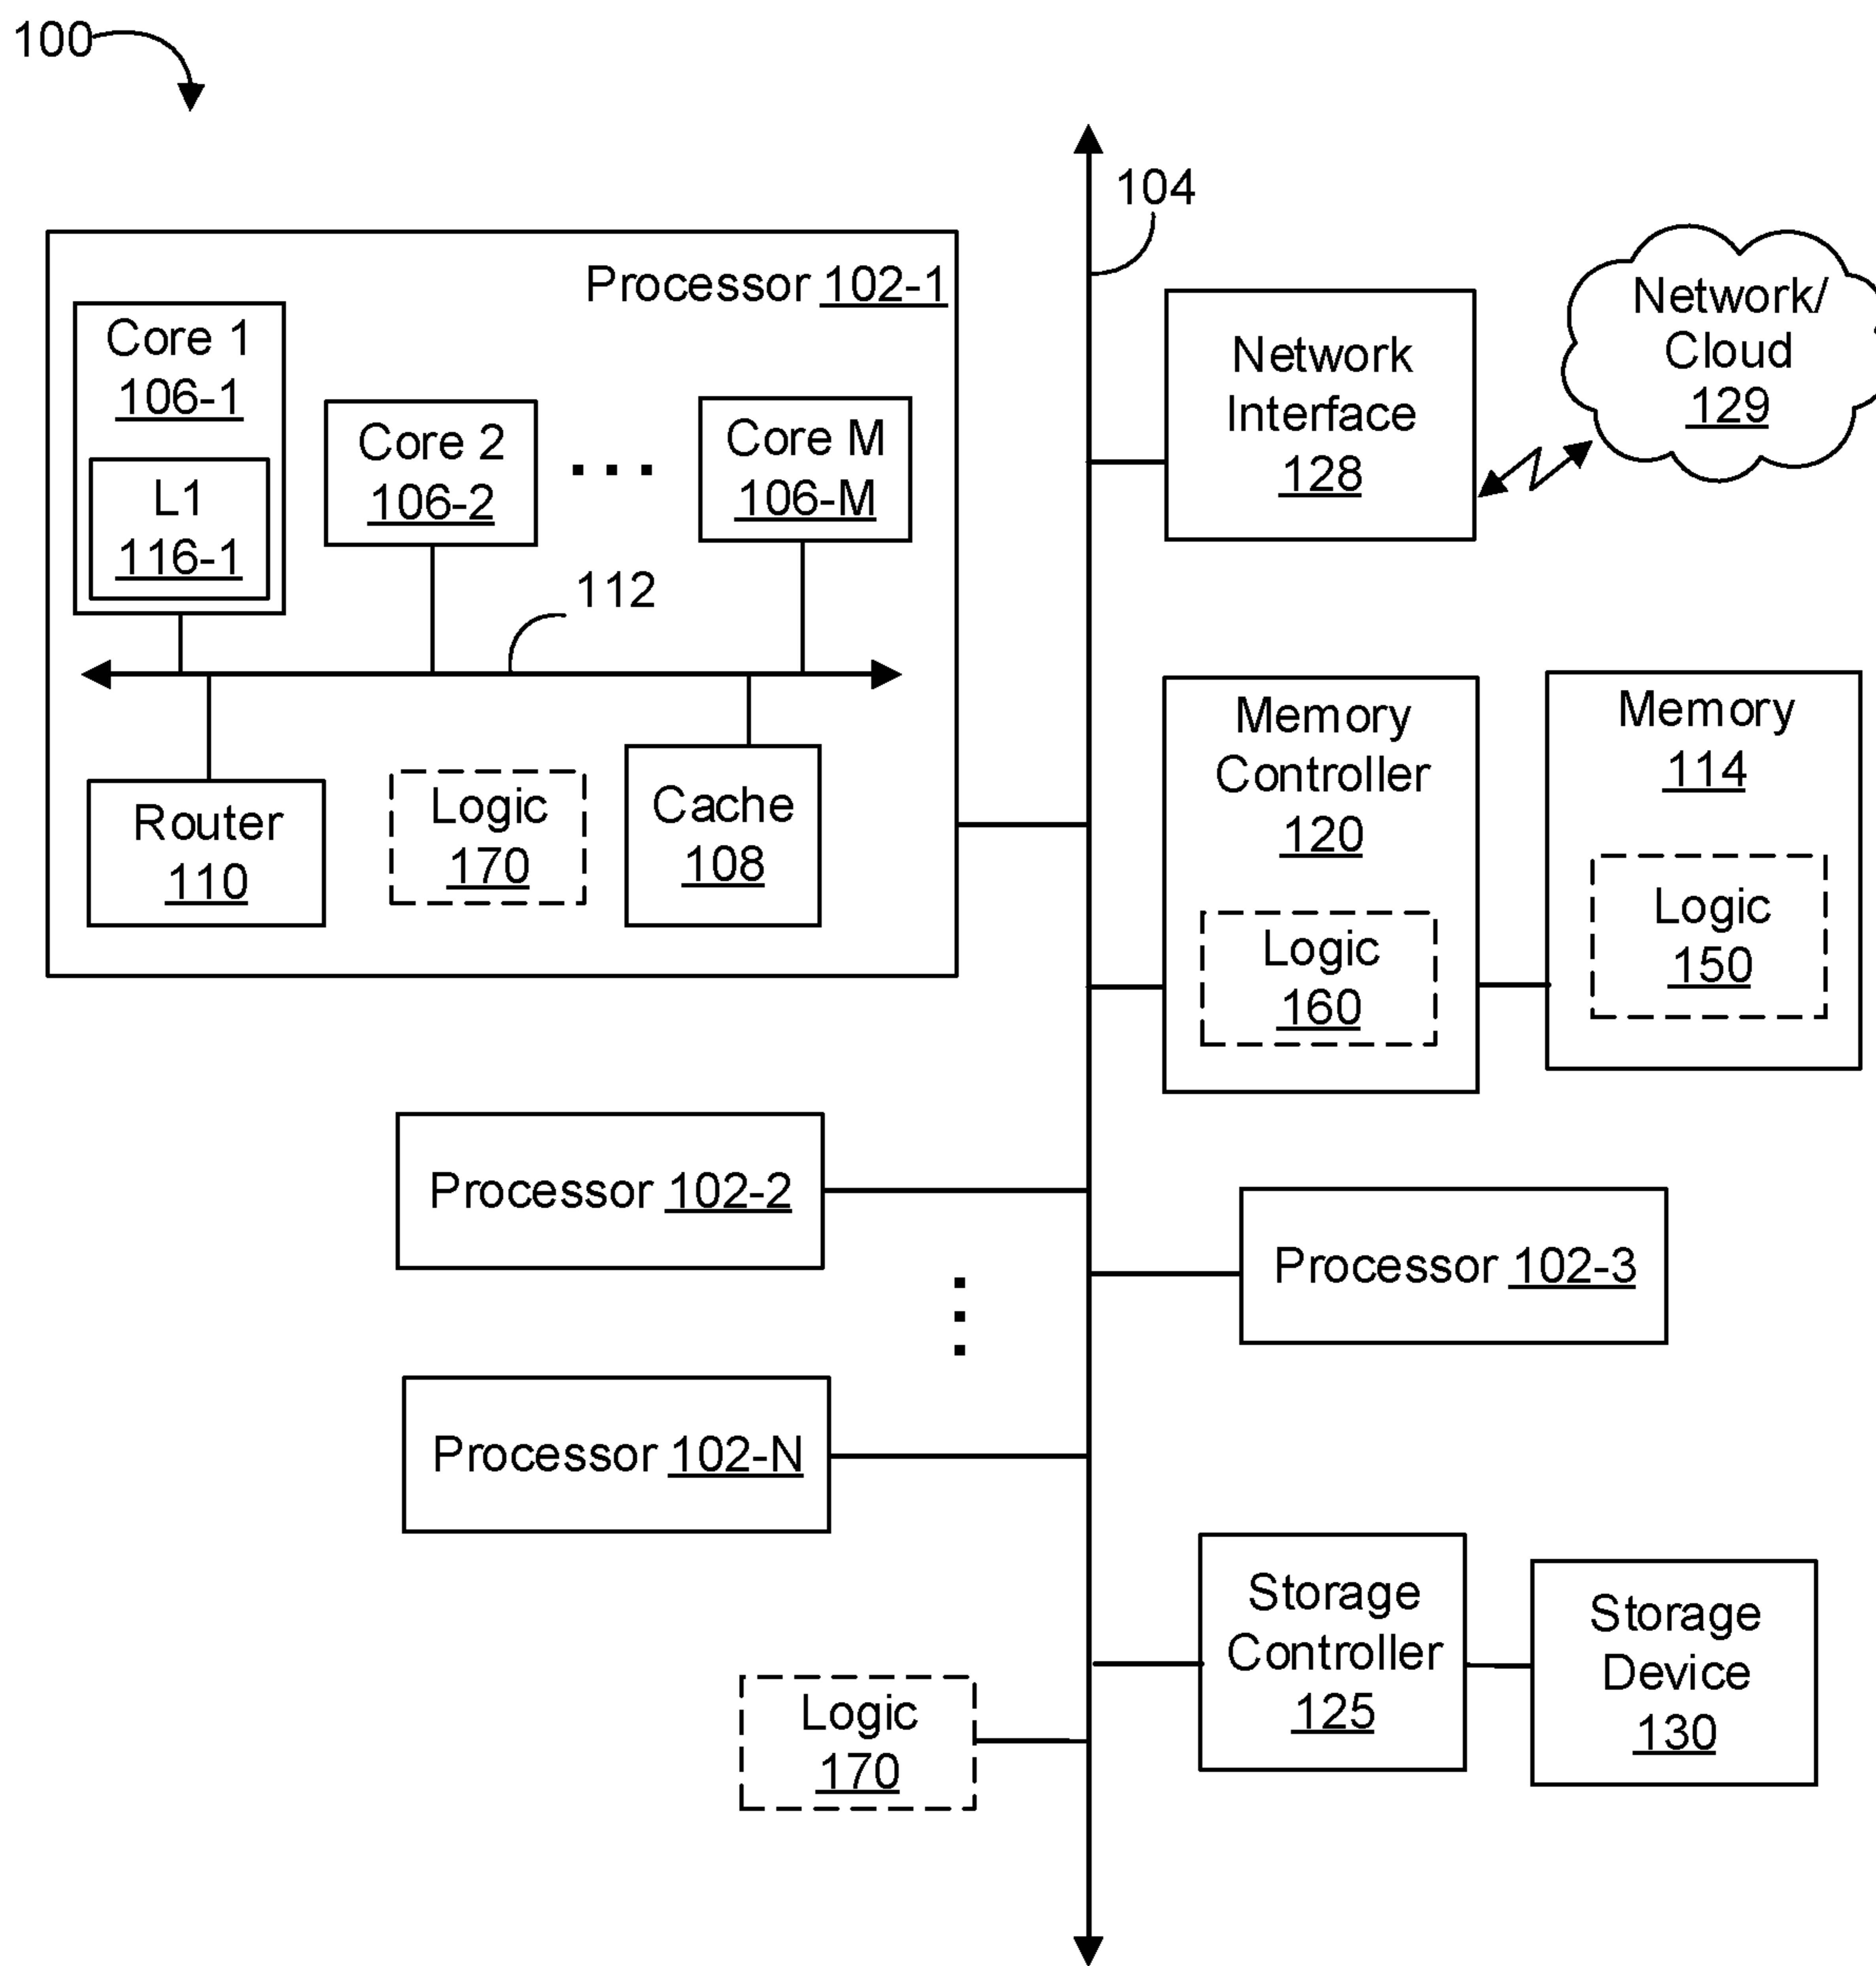 100
104
Processor 102-1
Core 1
106-1
L1
116-1
Core 2
106-2
...
Core M
106-M
112
Router
110
Logic
170
Cache
108
Network
Interface
128
Network/
Cloud
129
Memory
Controller
120
Logic
160
Memory
114
Logic
150
Processor 102-2
Processor 102-3
Processor 102-N
Storage
Controller
125
Storage
Device
130
Logic
170